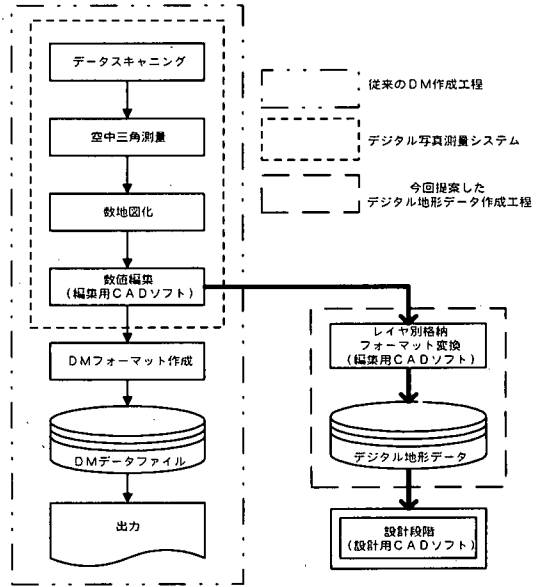 データスキャニング
空中三角測量
数地図化
数値編集
(編集用CADソフト)
DMフォーマット作成
DMデータファイル
出力
従来のDM作成工程
デジタル写真測量システム
今回提案した
デジタル地形データ作成工程
レイヤ別格納
フォーマット変換
(編集用CADソフト)
デジタル地形データ
設計段階
(設計用CADソフト)